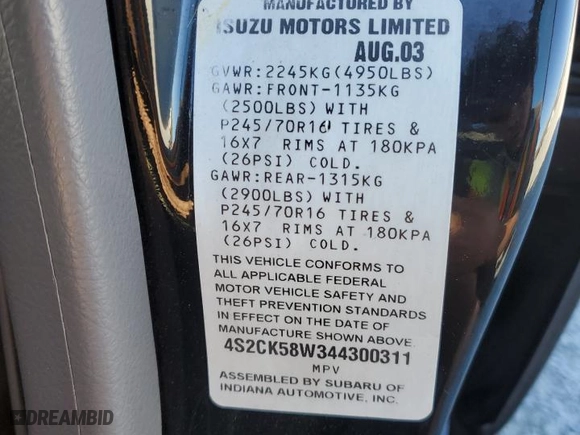 MANUFACTURED BY
ISUZU MOTORS LIMITED
AUG.03
GVWR:2245KG(4950LBS)
GAWR:FRONT-1135KG
(2500LBS) WITH
P245/70R16 TIRES &
16X7 RIMS AT 180KPA
(26PSI) COLD.
GAWR:REAR-1315KG
(2900LBS) WITH
P245/70R16 TIRES &
16X7 RIMS AT 180KPA
(26PSI) COLD.
THIS VEHICLE CONFORMS TO
ALL APPLICABLE FEDERAL
MOTOR VEHICLE SAFETY AND
THEFT PREVENTION STANDARDS
IN EFFECT ON THE DATE OF
MANUFACTURE SHOWN ABOVE
4S2CK58W344300311
MPV
ASSEMBLED BY SUBARU OF
INDIANA AUTOMOTIVE, INC.
DREAMBID